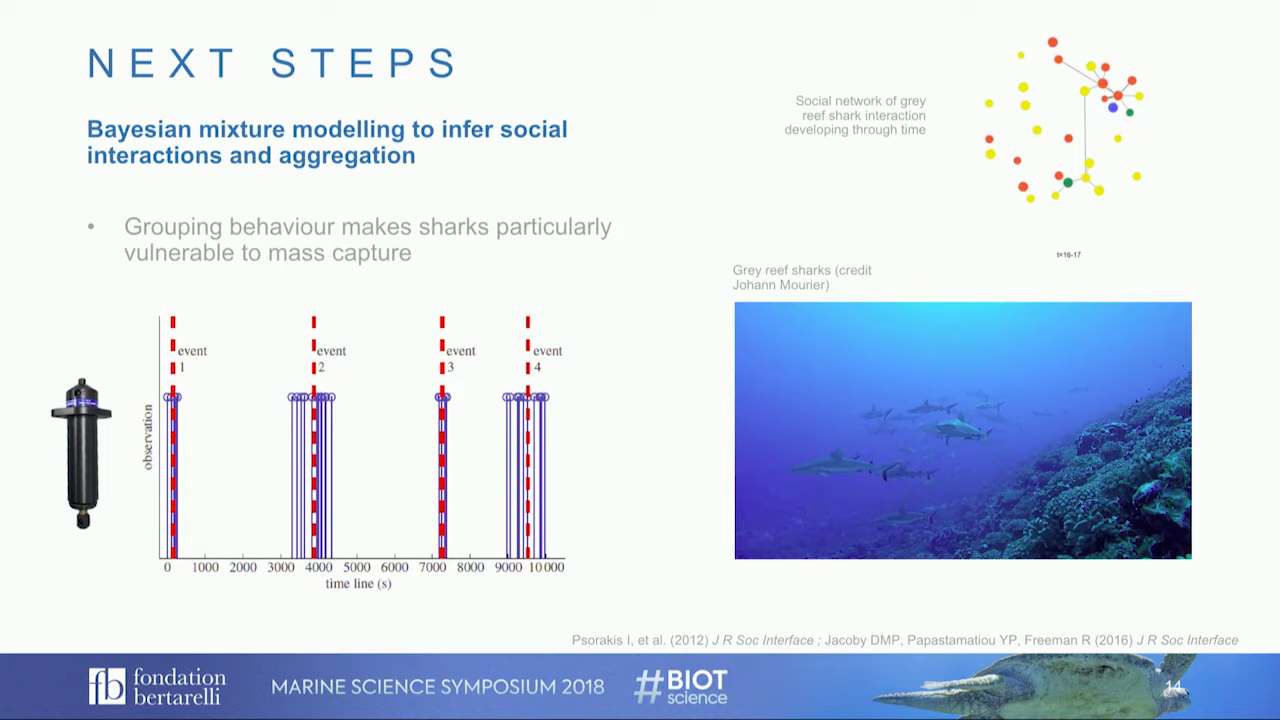 NEXT STEPS
Bayesian mixture modelling to infer social
interactions and aggregation
• Grouping behaviour makes sharks particularly
vulnerable to mass capture
Social network of grey
reef shark interaction
developing through time
t=16-17
Grey reef sharks (credit
Johann Mourier)
event
1
event
2
event
3
event
4
observation
0 1000 2000 3000 4000 5000 6000 7000 8000 9000 10 000
time line (s)
Psorakis I, et al. (2012) J R Soc Interface ; Jacoby DMP, Papastamatiou YP, Freeman R (2016) J R Soc Interface
fb fondation
bertarelli
MARINE SCIENCE SYMPOSIUM 2018
#BIOT
science
14